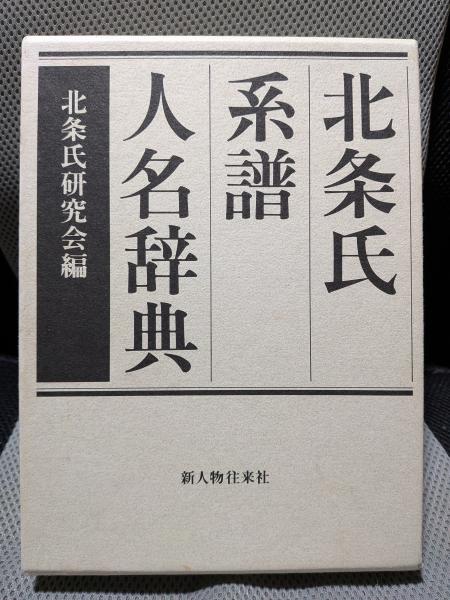 北条氏
系譜
人名辞典
北条氏研究会編
新人物往来社